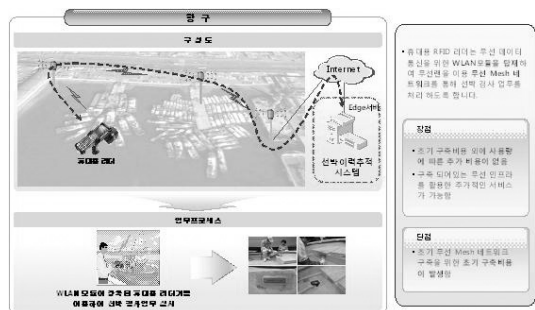 항 구
구 성 도
Internet
Edge서버
휴대용 리더
선박이력추적
시스템
업무프로세스
WLAN 모듈이 장착된 휴대용 리더기를
이용하여 선박 검사업무 실시
• 휴대용 RFID 리더는 무선 데이터
통신을 위한 WLAN모듈을 탑재하
며 무선랜을 이용 무선 Mesh 네
트워크를 통해 선박 검사 업무를
처리 하도록 합니다.
장점
• 초기 구축비용 외에 사용량
에 따른 추가 비용이 없음
• 구축 되어있는 무선 인프라
를 활용한 추가적인 서비스
가 가능함
단점
• 초기 무선 Mesh 네트워크
구축을 위한 초기 구축비용
이 발생함